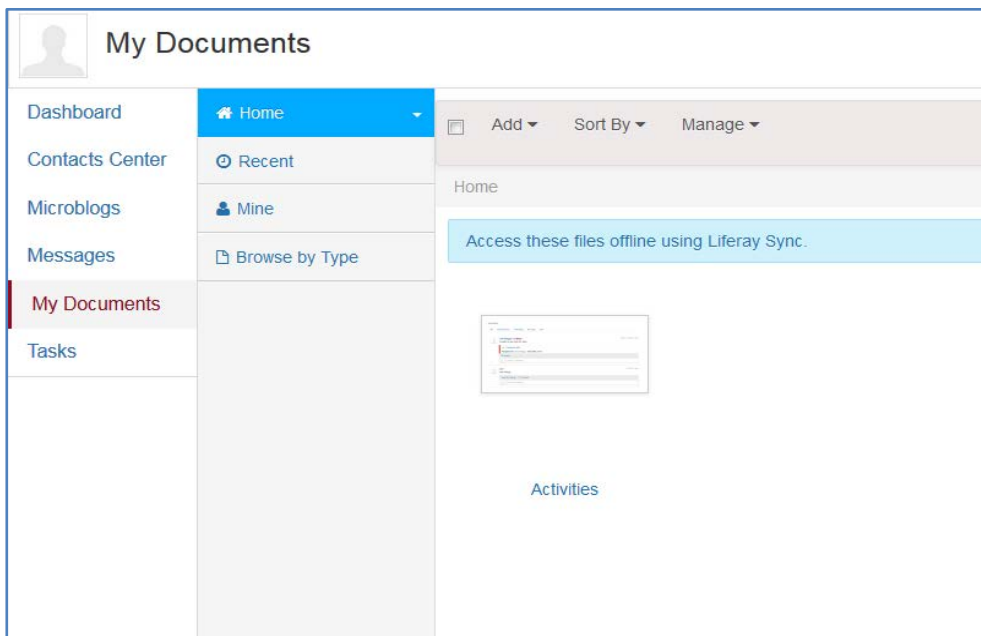 My Documents
Dashboard
Contacts Center
Microblogs
Messages
My Documents
Tasks
Home
Recent
Mine
Browse by Type
Add Sort By Manage
Home
Access these files offline using Liferay Sync.
Activities